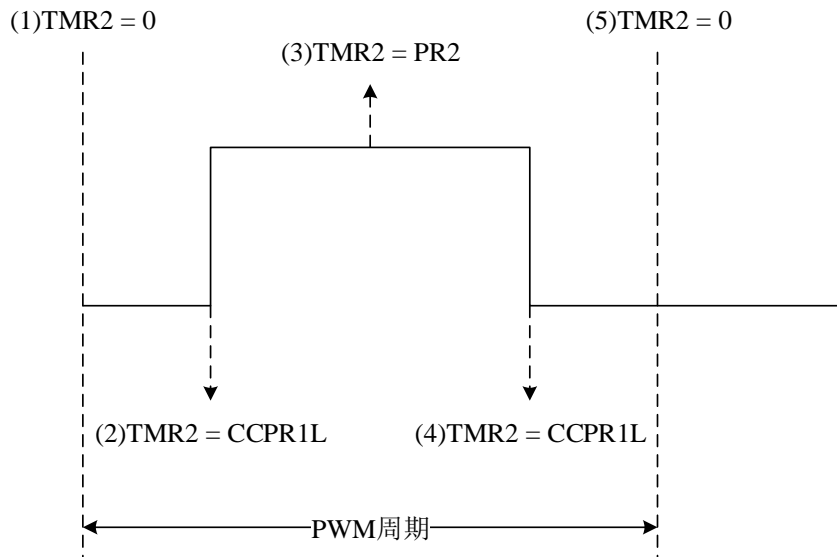 (1)TMR2 = 0
(5)TMR2 = 0
(3)TMR2 = PR2
(2)TMR2 = CCPR1L
(4)TMR2 = CCPR1L
PWM周期